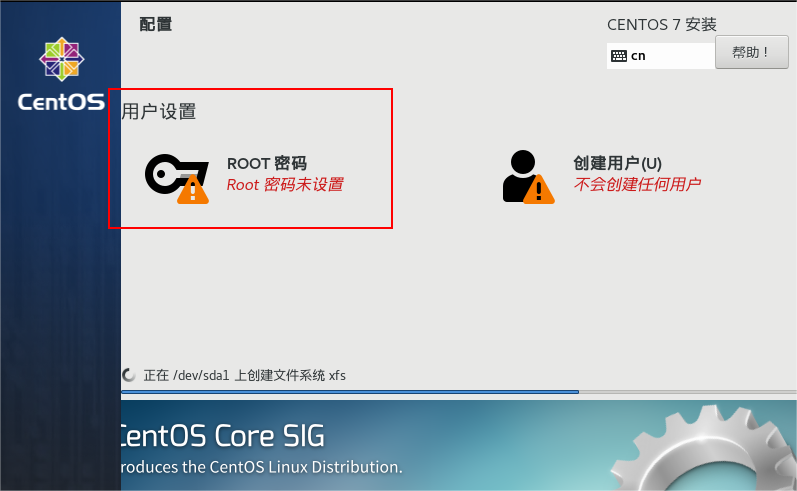 配置
CENTOS 7 安装
cn
帮助！
CentOS
用户设置
ROOT 密码
Root 密码未设置
创建用户(U)
不会创建任何用户
正在 /dev/sda1 上创建文件系统 xfs
CentOS Core SIG
roduces the CentOS Linux Distribution.